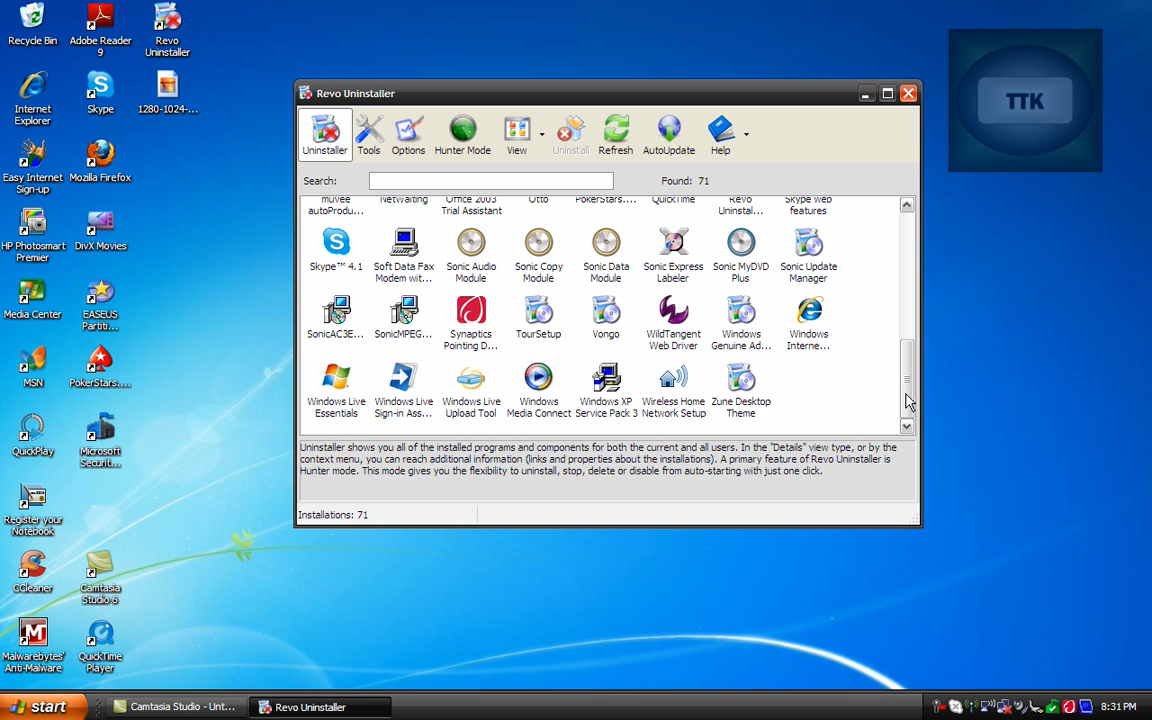 Recycle Bin
Adobe Reader
9
Revo
Uninstaller
Internet
Explorer
Skype
1280-1024-...
Easy Internet
Sign-up
Mozilla Firefox
HP Photosmart
Premier
DivX Movies
Media Center
EASEUS
Partiti...
MSN
PokerStars....
QuickPlay
Microsoft
Securit...
Register your
Notebook
CCleaner
Camtasia
Studio 6
Malwarebytes'
Anti-Malware
QuickTime
Player
TTK
Revo Uninstaller
Uninstaller
Tools
Options
Hunter Mode
View
Uninstall
Refresh
AutoUpdate
Help
Search:
Found: 71
muvee
autoProdu...
NetWaiting
Office 2003
Trial Assistant
Otto
PokerStars....
QuickTime
Revo
Uninstal...
Skype web
features
Skype™ 4.1
Soft Data Fax
Modem wit...
Sonic Audio
Module
Sonic Copy
Module
Sonic Data
Module
Sonic Express
Labeler
Sonic MyDVD
Plus
Sonic Update
Manager
SonicAC3E...
SonicMPEG...
Synaptics
Pointing D...
TourSetup
Vongo
WildTangent
Web Driver
Windows
Genuine Ad...
Windows
Interne...
Windows Live
Essentials
Windows Live
Sign-in Ass...
Windows Live
Upload Tool
Windows
Media Connect
Windows XP
Service Pack 3
Wireless Home
Network Setup
Zune Desktop
Theme
Uninstaller shows you all of the installed programs and components for both the current and all users. In the "Details" view type, or by the
context menu, you can reach additional information (links and properties about the installations). A primary feature of Revo Uninstaller is
Hunter mode. This mode gives you the flexibility to uninstall, stop, delete or disable from auto-starting with just one click.
Installations: 71
start
Camtasia Studio - Unt...
Revo Uninstaller
8:31 PM